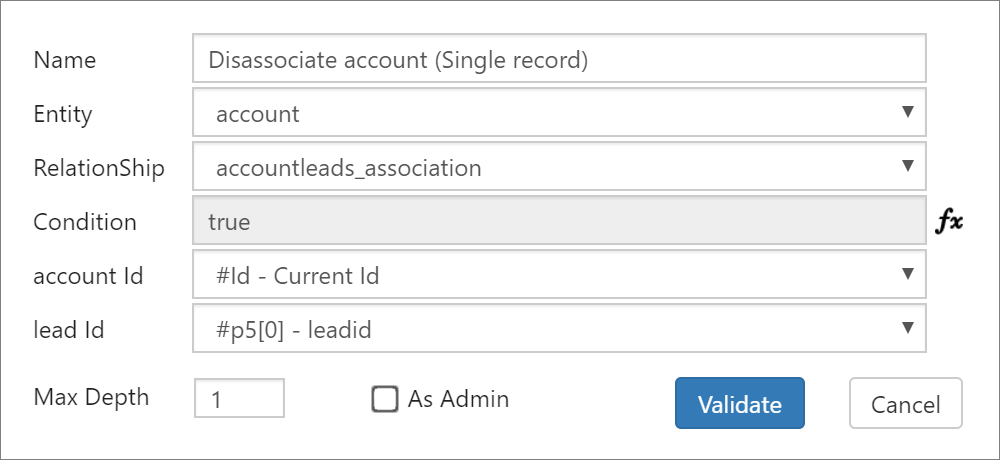 Name Disassociate account (Single record)
Entity account ▼
RelationShip accountleads_association ▼
Condition true fx
account Id #Id - Current Id ▼
lead Id #p5[0] - leadid ▼
Max Depth 1 As Admin Validate Cancel